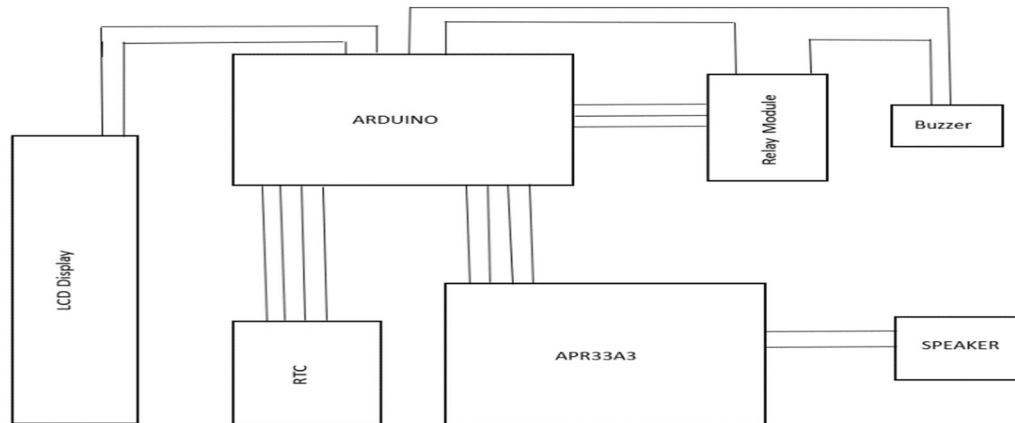 ARDUINO
Relay Module
Buzzer
LCD Display
RTC
APR33A3
SPEAKER